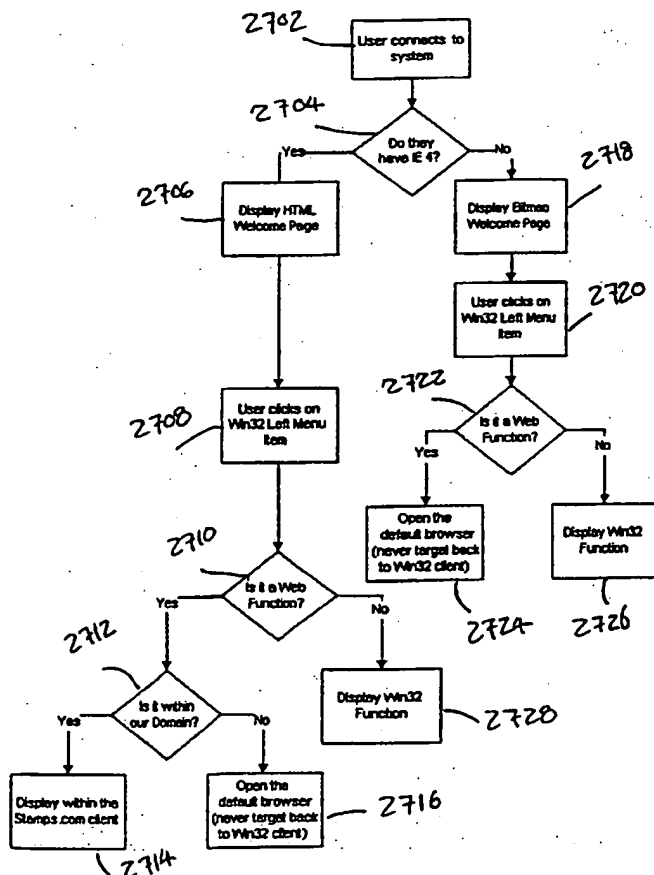 2702
User connects to
system
2704
Do they
have IE 4?
Yes
No
2706
Display HTML
Welcome Page
2718
Display Bitmap
Welcome Page
User clicks on
Win32 Left Menu
Item
2720
2722
Is it a Web
Function?
Yes
No
2708
User clicks on
Win32 Left Menu
Item
Open the
default browser
(never target back
to Win32 client)
2724
Display Win32
Function
2726
2710
Is it a Web
Function?
Yes
No
2712
Is it within
our Domain?
Yes
No
Display Win32
Function
2728
Display within the
Stamps.com client
2714
Open the
default browser
(never target back
to Win32 client)
2716